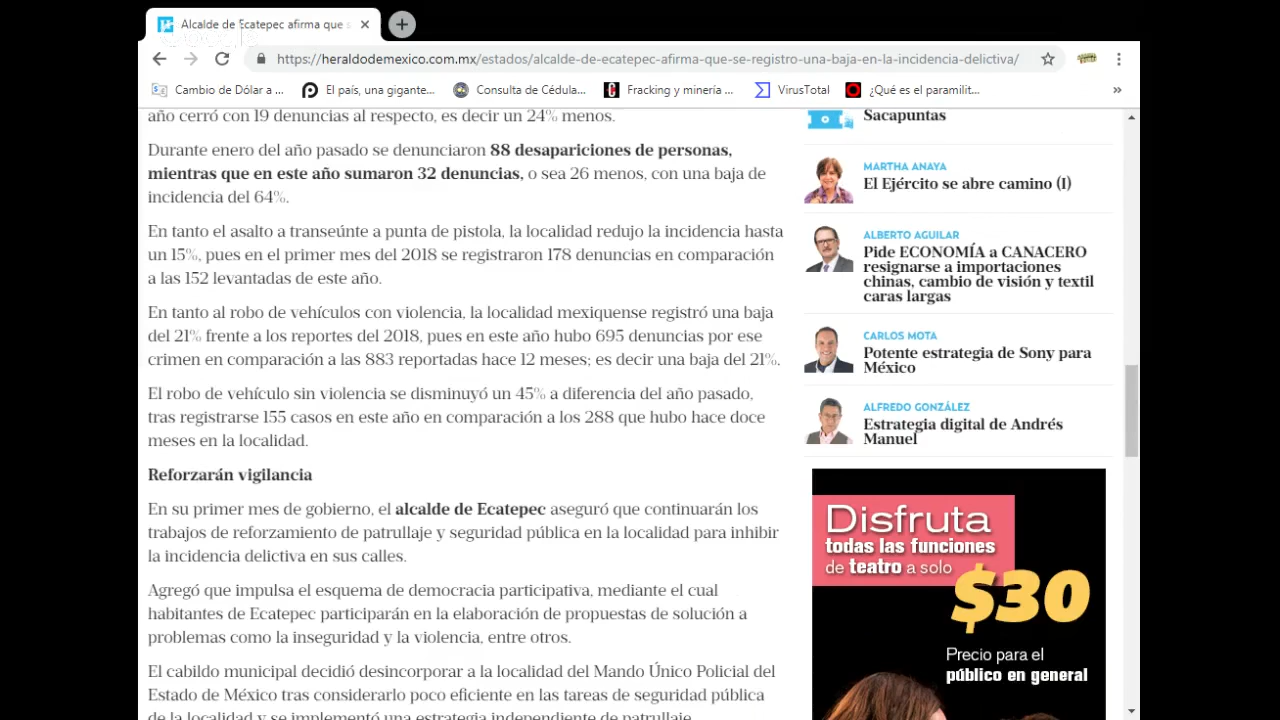 Alcalde de Ecatepec afirma que s
Google
https://heraldodemexico.com.mx/estados/alcalde-de-ecatepec-afirma-que-se-registro-una-baja-en-la-incidencia-delictiva/
Cambio de Dólar a ...
El país, una gigante...
Consulta de Cédula...
Fracking y minería ...
VirusTotal
¿Qué es el paramilit...
año cerró con 19 denuncias al respecto, es decir un 24% menos.
Durante enero del año pasado se denunciaron 88 desapariciones de personas,
mientras que en este año sumaron 32 denuncias, o sea 26 menos, con una baja de
incidencia del 64%.
En tanto el asalto a transeúnte a punta de pistola, la localidad redujo la incidencia hasta
un 15%, pues en el primer mes del 2018 se registraron 178 denuncias en comparación
a las 152 levantadas de este año.
En tanto al robo de vehículos con violencia, la localidad mexiquense registró una baja
del 21% frente a los reportes del 2018, pues en este año hubo 695 denuncias por ese
crimen en comparación a las 883 reportadas hace 12 meses; es decir una baja del 21%.
El robo de vehículo sin violencia se disminuyó un 45% a diferencia del año pasado,
tras registrarse 155 casos en este año en comparación a los 288 que hubo hace doce
meses en la localidad.
Reforzarán vigilancia
En su primer mes de gobierno, el alcalde de Ecatepec aseguró que continuarán los
trabajos de reforzamiento de patrullaje y seguridad pública en la localidad para inhibir
la incidencia delictiva en sus calles.
Agregó que impulsa el esquema de democracia participativa, mediante el cual
habitantes de Ecatepec participarán en la elaboración de propuestas de solución a
problemas como la inseguridad y la violencia, entre otros.
El cabildo municipal decidió desincorporar a la localidad del Mando Único Policial del
Estado de México tras considerarlo poco eficiente en las tareas de seguridad pública
de la localidad y se implementó una estrategia independiente de patrullaje
Sacapuntas
MARTHA ANAYA
El Ejército se abre camino (I)
ALBERTO AGUILAR
Pide ECONOMÍA a CANACERO
resignarse a importaciones
chinas, cambio de visión y textil
caras largas
CARLOS MOTA
Potente estrategia de Sony para
México
ALFREDO GONZÁLEZ
Estrategia digital de Andrés
Manuel
Disfruta
todas las funciones
de teatro a solo
$30
Precio para el
público en general